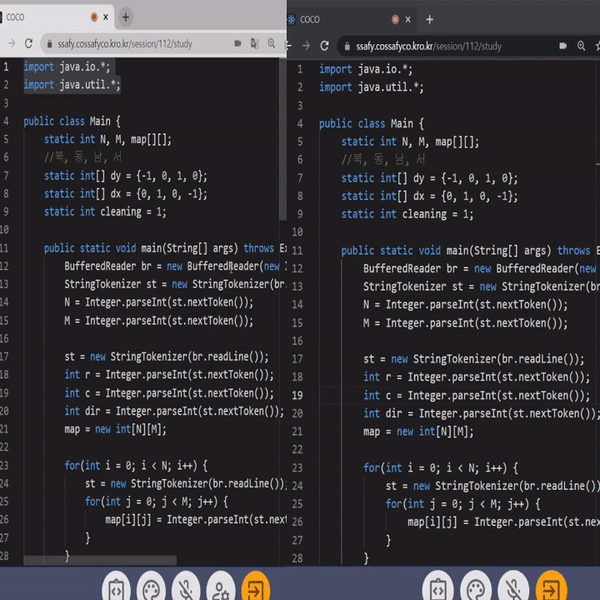 COCO
ssafy.cossafyco.kro.kr/session/112/study
1 import java.io.*;
2 import java.util.*;
3
4 public class Main {
5 static int N, M, map[][];
6 //북, 동, 남, 서
7 static int[] dy = {-1, 0, 1, 0};
8 static int[] dx = {0, 1, 0, -1};
9 static int cleaning = 1;
10
11 public static void main(String[] args) throws E
12 BufferedReader br = new BufferedReader(new
13 StringTokenizer st = new StringTokenizer(br
14 N = Integer.parseInt(st.nextToken());
15 M = Integer.parseInt(st.nextToken());
16
17 st = new StringTokenizer(br.readLine());
18 int r = Integer.parseInt(st.nextToken());
19 int c = Integer.parseInt(st.nextToken());
20 int dir = Integer.parseInt(st.nextToken());
21 map = new int[N][M];
22
23 for(int i = 0; i < N; i++) {
24 st = new StringTokenizer(br.readLine())
25 for(int j = 0; j < M; j++) {
26 map[i][j] = Integer.parseInt(st.next
27 }
28 }
COCO
ssafy.cossafyco.kro.kr/session/112/study
1 import java.io.*;
2 import java.util.*;
3
4 public class Main {
5 static int N, M, map[][];
6 //북, 동, 남, 서
7 static int[] dy = {-1, 0, 1, 0};
8 static int[] dx = {0, 1, 0, -1};
9 static int cleaning = 1;
10
11 public static void main(String[] args) throws E
12 BufferedReader br = new BufferedReader(new
13 StringTokenizer st = new StringTokenizer(br
14 N = Integer.parseInt(st.nextToken());
15 M = Integer.parseInt(st.nextToken());
16
17 st = new StringTokenizer(br.readLine());
18 int r = Integer.parseInt(st.nextToken());
19 int c = Integer.parseInt(st.nextToken());
20 int dir = Integer.parseInt(st.nextToken());
21 map = new int[N][M];
22
23 for(int i = 0; i < N; i++) {
24 st = new StringTokenizer(br.readLine
25 for(int j = 0; j < M; j++) {
26 map[i][j] = Integer.parseInt(st.nex
27 }
28 }